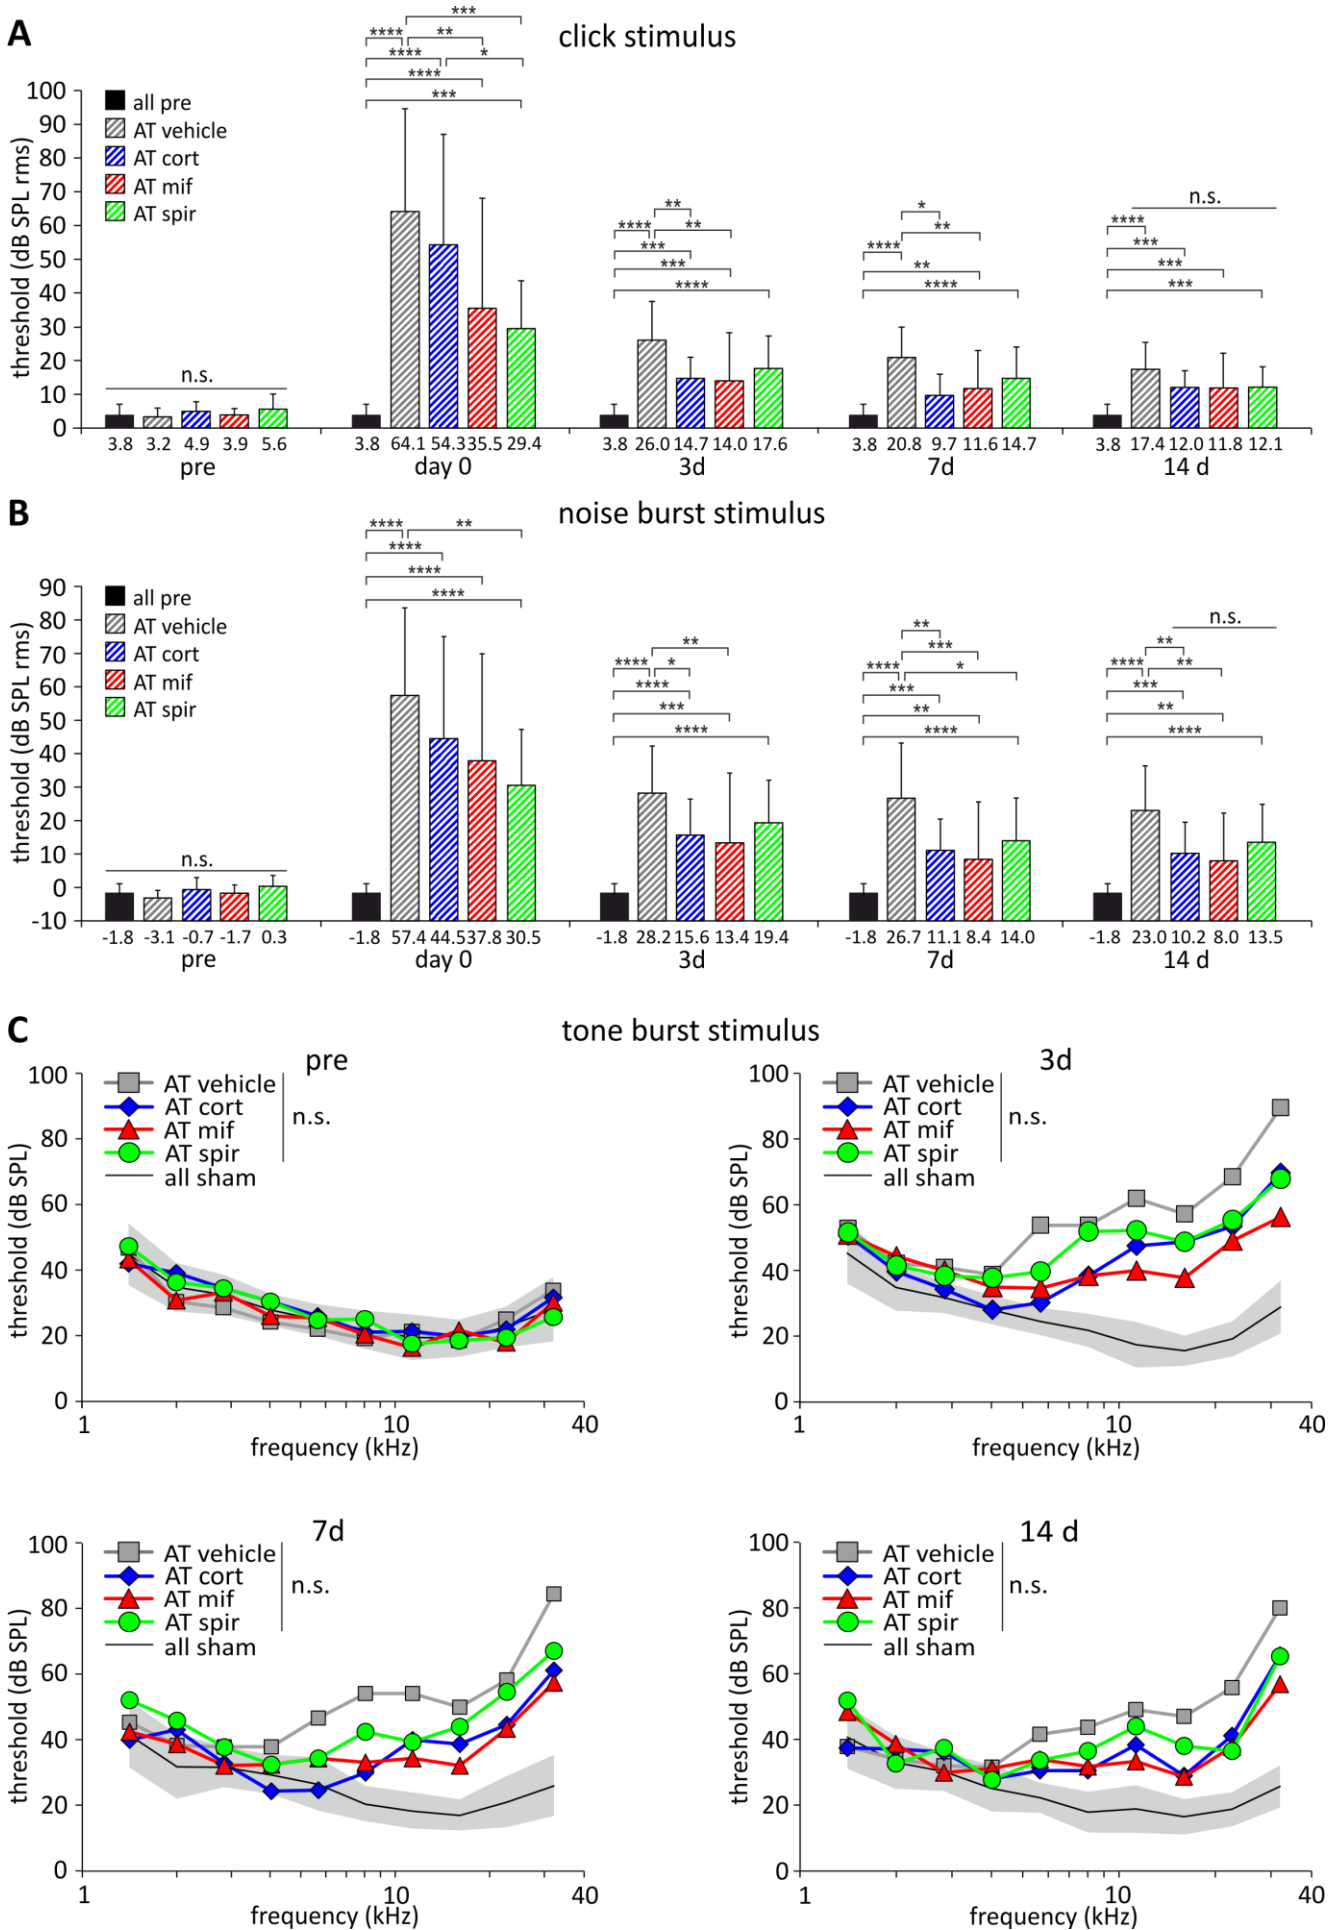 A
click stimulus
threshold (dB SPL rms)
100
90
80
70
60
50
40
30
20
10
0
all pre
AT vehicle
AT cort
AT mif
AT spir
n.s.
*** 
**** **
**** *
****
***
**
**** **
***
***
****
*
**
****
**
****
n.s.
****
***
***
***
3.8 3.2 4.9 3.9 5.6
3.8 64.1 54.3 35.5 29.4
3.8 26.0 14.7 14.0 17.6
3.8 20.8 9.7 11.6 14.7
3.8 17.4 12.0 11.8 12.1
pre day 0 3d 7d 14 d
B
noise burst stimulus
threshold (dB SPL rms)
90
80
70
60
50
40
30
20
10
0
-10
all pre
AT vehicle
AT cort
AT mif
AT spir
n.s.
**** **
****
****
****
**
**** *
****
***
****
**
***
**** *
***
**
****
n.s.
**
**** **
***
**
****
-1.8 -3.1 -0.7 -1.7 0.3
-1.8 57.4 44.5 37.8 30.5
-1.8 28.2 15.6 13.4 19.4
-1.8 26.7 11.1 8.4 14.0
-1.8 23.0 10.2 8.0 13.5
pre day 0 3d 7d 14 d
C
tone burst stimulus
pre
threshold (dB SPL)
100
80
60
40
20
0
AT vehicle
AT cort
AT mif
AT spir
all sham
n.s.
1 10 40
frequency (kHz)
3d
threshold (dB SPL)
100
80
60
40
20
0
AT vehicle
AT cort
AT mif
AT spir
all sham
n.s.
1 10 40
frequency (kHz)
7d
threshold (dB SPL)
100
80
60
40
20
0
AT vehicle
AT cort
AT mif
AT spir
all sham
n.s.
1 10 40
frequency (kHz)
14 d
threshold (dB SPL)
100
80
60
40
20
0
AT vehicle
AT cort
AT mif
AT spir
all sham
n.s.
1 10 40
frequency (kHz)